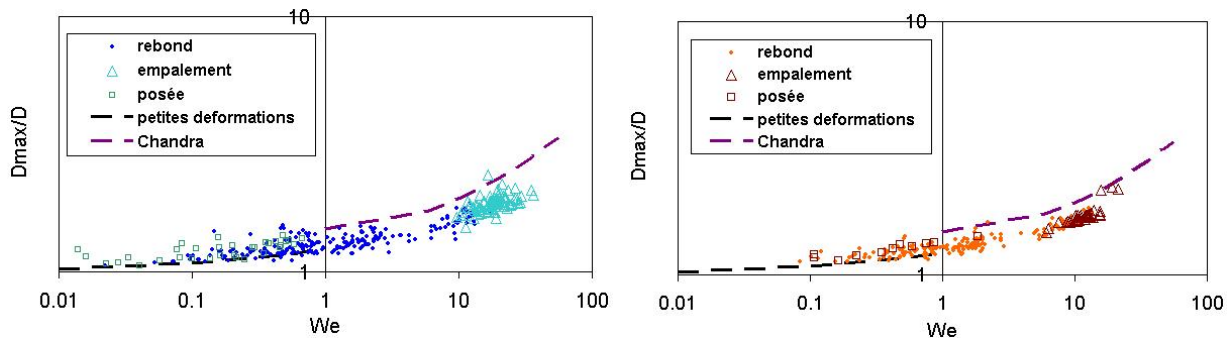 10
rebond
empalement
posée
petites deformations
Chandra
Dmax/D
1
0.01 0.1 1 10 100
We
10
rebond
empalement
posée
petites deformations
Chandra
Dmax/D
1
0.01 0.1 1 10 100
We